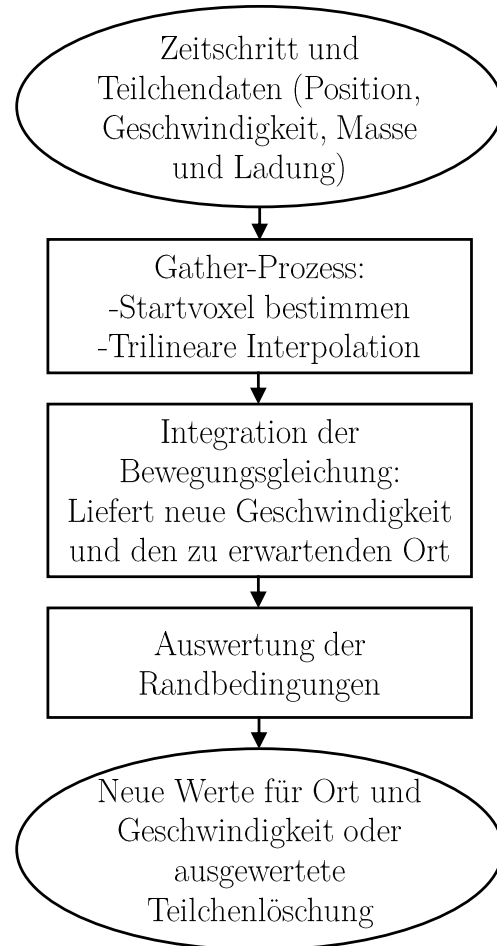 Zeitschritt und
Teilchendaten (Position,
Geschwindigkeit, Masse
und Ladung)
Gather-Prozess:
-Startvoxel bestimmen
-Trilineare Interpolation
Integration der
Bewegungsgleichung:
Liefert neue Geschwindigkeit
und den zu erwartenden Ort
Auswertung der
Randbedingungen
Neue Werte für Ort und
Geschwindigkeit oder
ausgewertete
Teilchenlöschung